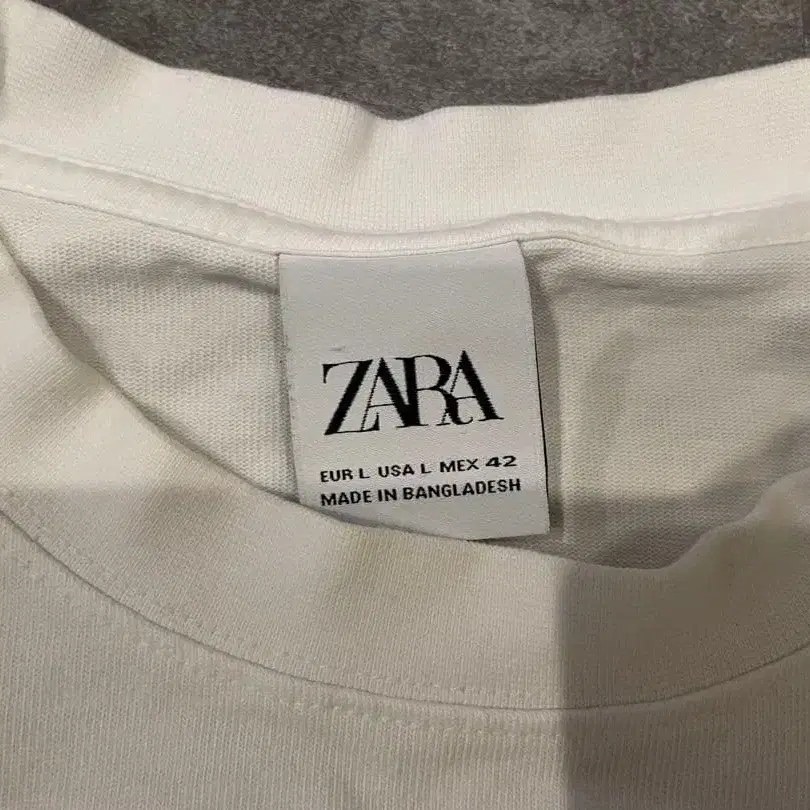 ZARA
EUR L USA L MEX 42
MADE IN BANGLADESH